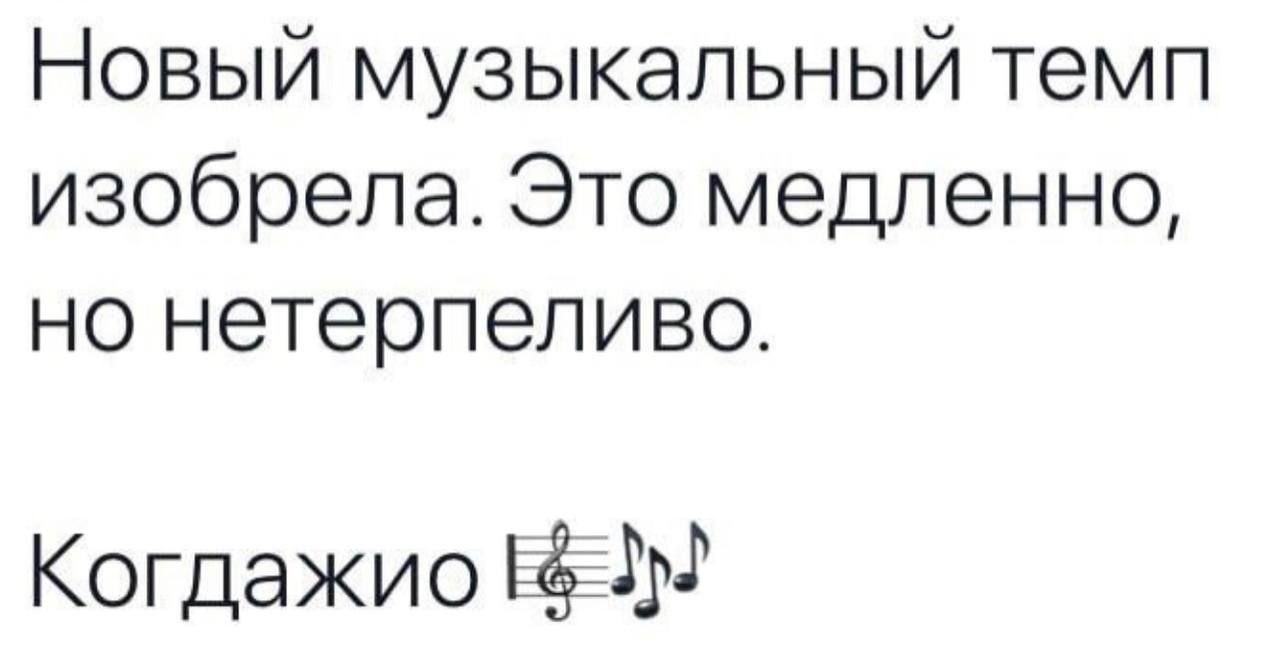 Новый музыкальный темп
изобрела. Это медленно,
но нетерпеливо.
Когдажио 🎼🎶